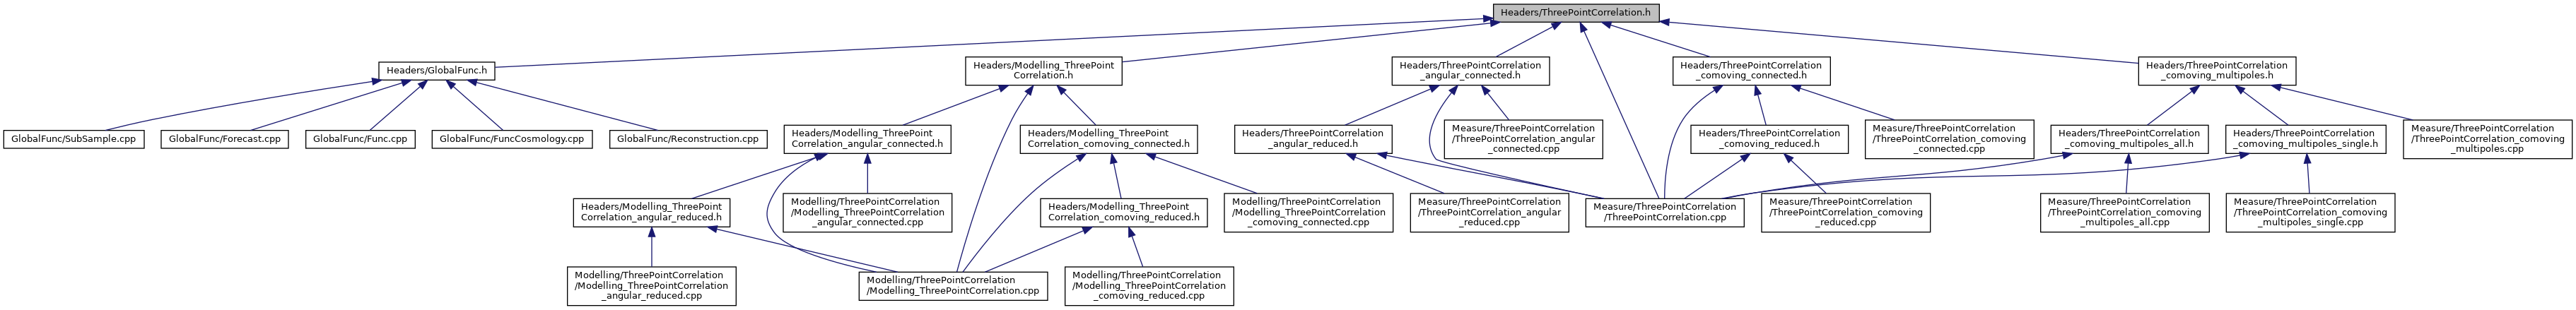 Headers/ThreePointCorrelation.h
Headers/GlobalFunc.h
Headers/Modelling_ThreePoint
Correlation.h
Headers/ThreePointCorrelation
_angular_connected.h
Headers/ThreePointCorrelation
_comoving_connected.h
Headers/ThreePointCorrelation
_comoving_multipoles.h
GlobalFunc/SubSample.cpp
GlobalFunc/Forecast.cpp
GlobalFunc/Func.cpp
GlobalFunc/FuncCosmology.cpp
GlobalFunc/Reconstruction.cpp
Headers/Modelling_ThreePoint
Correlation_angular_connected.h
Headers/Modelling_ThreePoint
Correlation_comoving_connected.h
Headers/ThreePointCorrelation
_angular_reduced.h
Measure/ThreePointCorrelation
/ThreePointCorrelation_angular
_connected.cpp
Headers/ThreePointCorrelation
_comoving_reduced.h
Measure/ThreePointCorrelation
/ThreePointCorrelation_comoving
_connected.cpp
Headers/ThreePointCorrelation
_comoving_multipoles_all.h
Headers/ThreePointCorrelation
_comoving_multipoles_single.h
Measure/ThreePointCorrelation
/ThreePointCorrelation_comoving
_multipoles.cpp
Headers/Modelling_ThreePoint
Correlation_angular_reduced.h
Modelling/ThreePointCorrelation
/Modelling_ThreePointCorrelation
_angular_connected.cpp
Headers/Modelling_ThreePoint
Correlation_comoving_reduced.h
Modelling/ThreePointCorrelation
/Modelling_ThreePointCorrelation
_comoving_connected.cpp
Measure/ThreePointCorrelation
/ThreePointCorrelation_angular
_reduced.cpp
Measure/ThreePointCorrelation
/ThreePointCorrelation.cpp
Measure/ThreePointCorrelation
/ThreePointCorrelation_comoving
_reduced.cpp
Measure/ThreePointCorrelation
/ThreePointCorrelation_comoving
_multipoles_all.cpp
Measure/ThreePointCorrelation
/ThreePointCorrelation_comoving
_multipoles_single.cpp
Modelling/ThreePointCorrelation
/Modelling_ThreePointCorrelation
_angular_reduced.cpp
Modelling/ThreePointCorrelation
/Modelling_ThreePointCorrelation.cpp
Modelling/ThreePointCorrelation
/Modelling_ThreePointCorrelation
_comoving_reduced.cpp